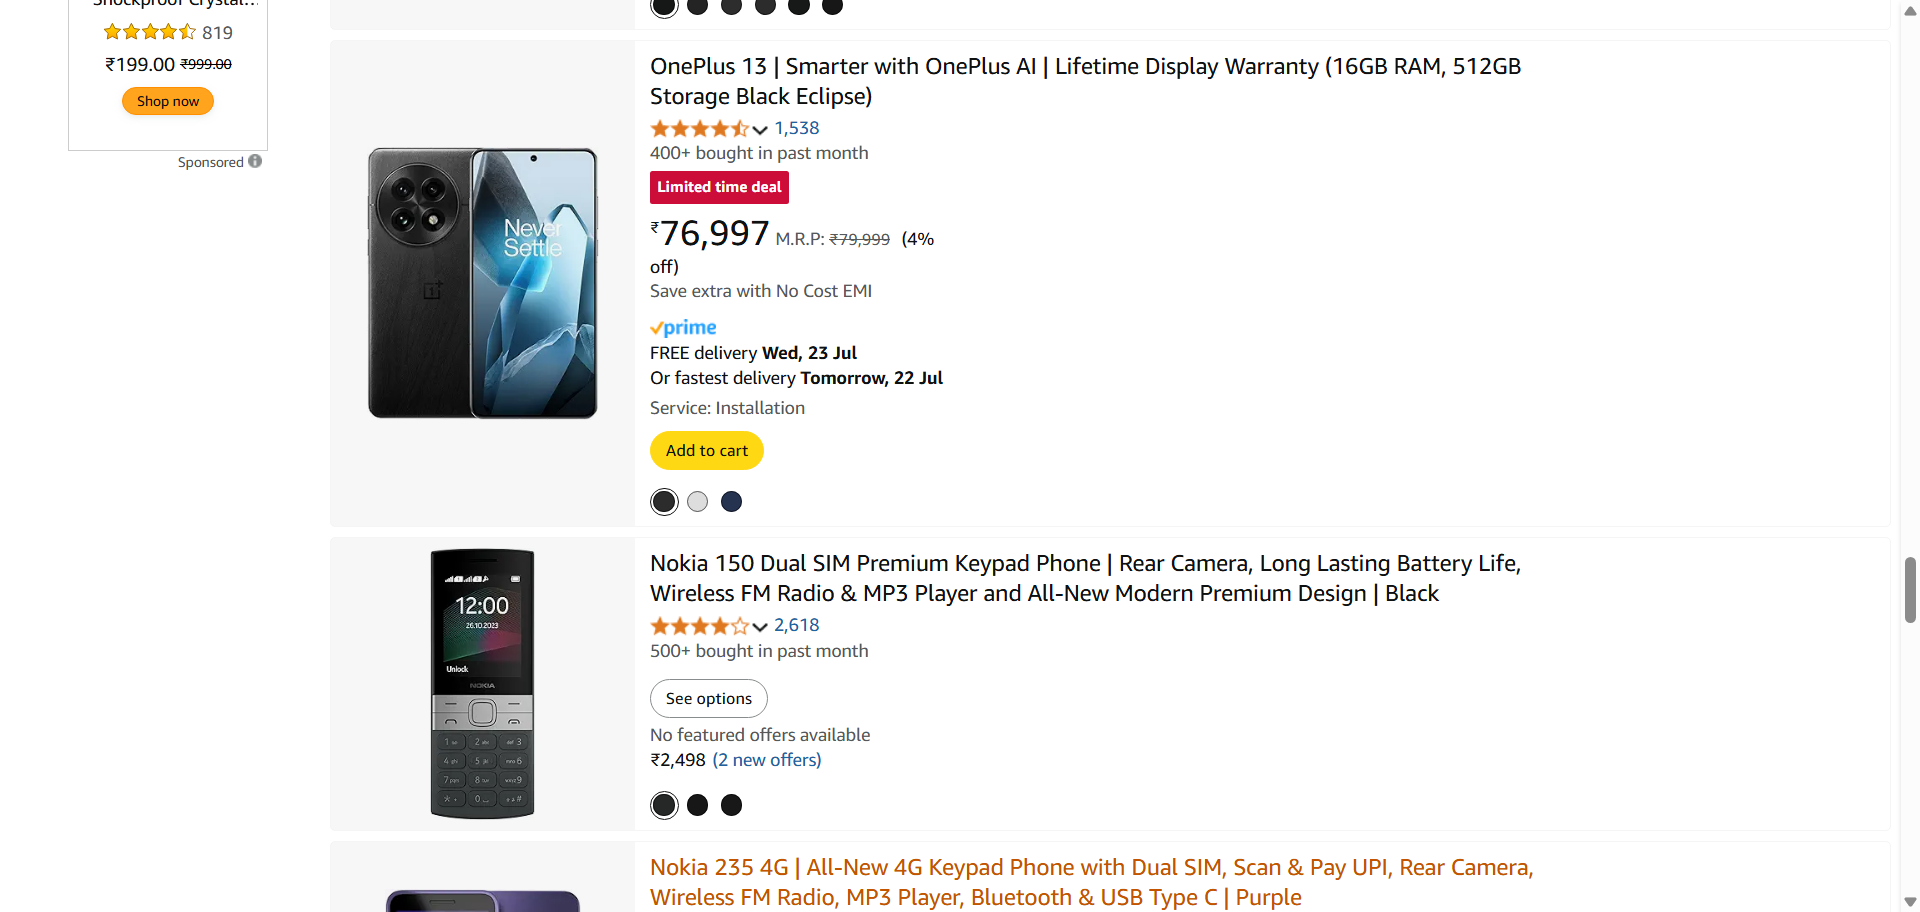 Shockproof Crystal...
819
₹199.00 ₹999.00
Shop now
Sponsored
OnePlus 13 | Smarter with OnePlus AI | Lifetime Display Warranty (16GB RAM, 512GB
Storage Black Eclipse)
1,538
400+ bought in past month
Limited time deal
₹76,997 M.R.P: ₹79,999 (4%
off)
Save extra with No Cost EMI
prime
FREE delivery Wed, 23 Jul
Or fastest delivery Tomorrow, 22 Jul
Service: Installation
Add to cart
Never
Settle
Nokia 150 Dual SIM Premium Keypad Phone | Rear Camera, Long Lasting Battery Life,
Wireless FM Radio & MP3 Player and All-New Modern Premium Design | Black
2,618
500+ bought in past month
See options
No featured offers available
₹2,498 (2 new offers)
12:00
26.10.2023
Unlock
NOKIA
Nokia 235 4G | All-New 4G Keypad Phone with Dual SIM, Scan & Pay UPI, Rear Camera,
Wireless FM Radio, MP3 Player, Bluetooth & USB Type C | Purple